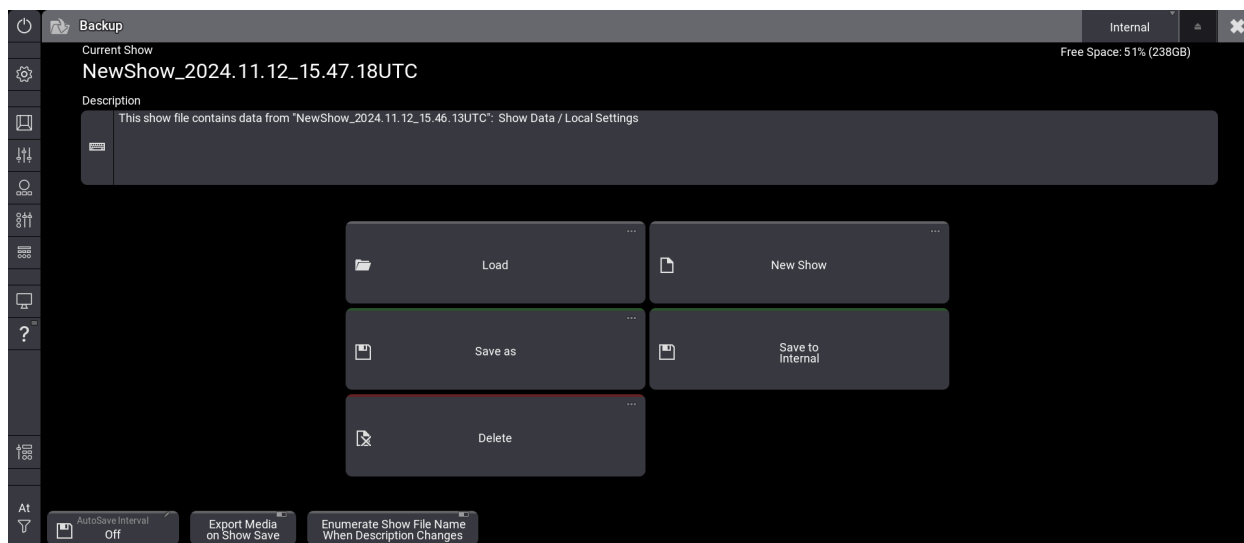 Backup
Internal
Current Show
Free Space: 51% (238GB)
NewShow_2024.11.12_15.47.18UTC
Description
This show file contains data from "NewShow_2024.11.12_15.46.13UTC": Show Data / Local Settings
...
Load
...
New Show
...
Save as
Save to
Internal
...
Delete
?
At
AutoSave Interval
Off
Export Media
on Show Save
Enumerate Show File Name
When Description Changes